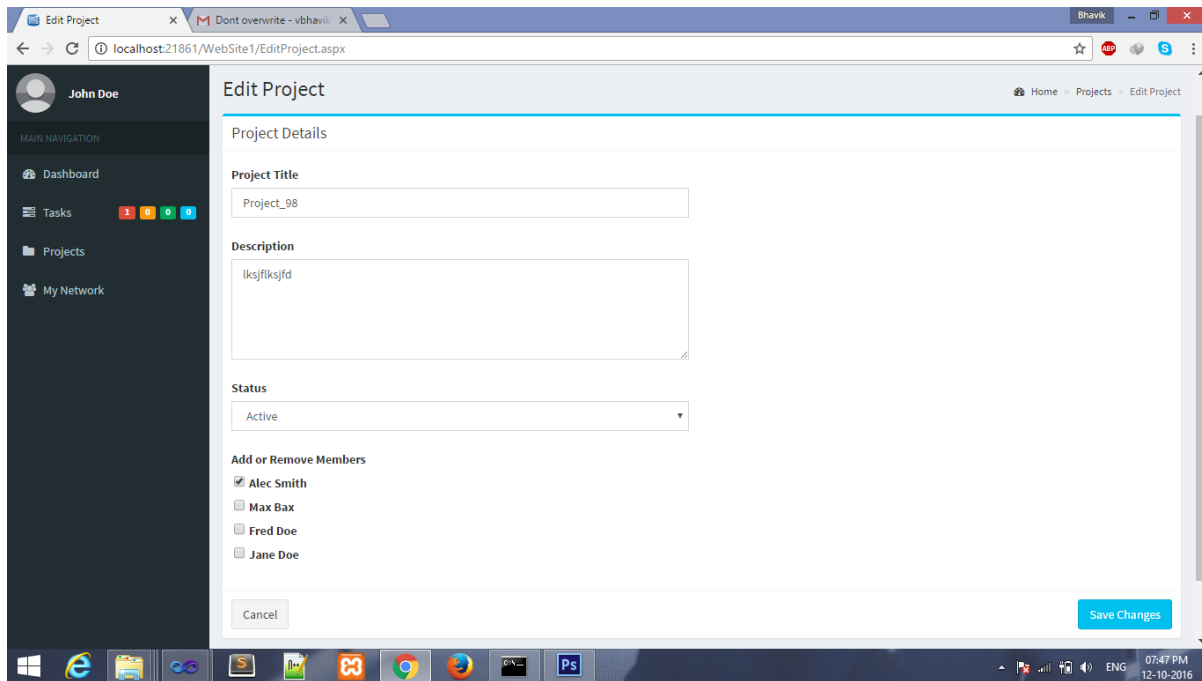 Edit Project
Dont overwrite - vbhavik
Bhavik
localhost:21861/WebSite1/EditProject.aspx
ABP
S
John Doe
Edit Project
Home > Projects > Edit Project
MAIN NAVIGATION
Project Details
Dashboard
Project Title
Tasks 1 0 0 0
Project_98
Projects
Description
My Network
lksjflksjfd
Status
Active
Add or Remove Members
Alec Smith
Max Bax
Fred Doe
Jane Doe
Cancel
Save Changes
S
Ps
ENG
07:47 PM
12-10-2016